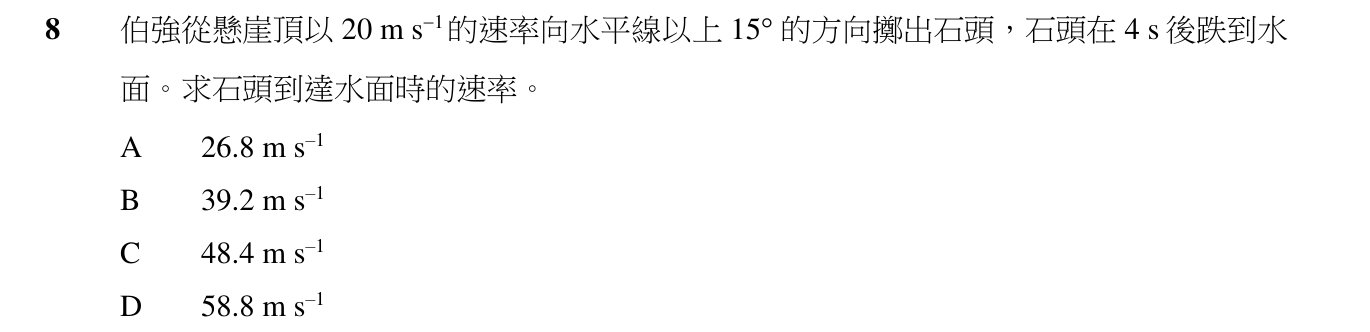 8 伯強從懸崖頂以 20 m s⁻¹的速率向水平線以上 15° 的方向擲出石頭，石頭在 4 s 後跌到水
面。求石頭到達水面時的速率。
A 26.8 m s⁻¹
B 39.2 m s⁻¹
C 48.4 m s⁻¹
D 58.8 m s⁻¹